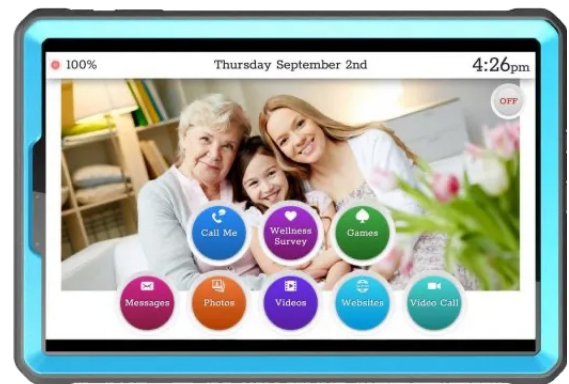 100%
Thursday September 2nd
4:26pm
OFF
Call Me
Wellness
Survey
Games
Messages
Photos
Videos
Websites
Video Call